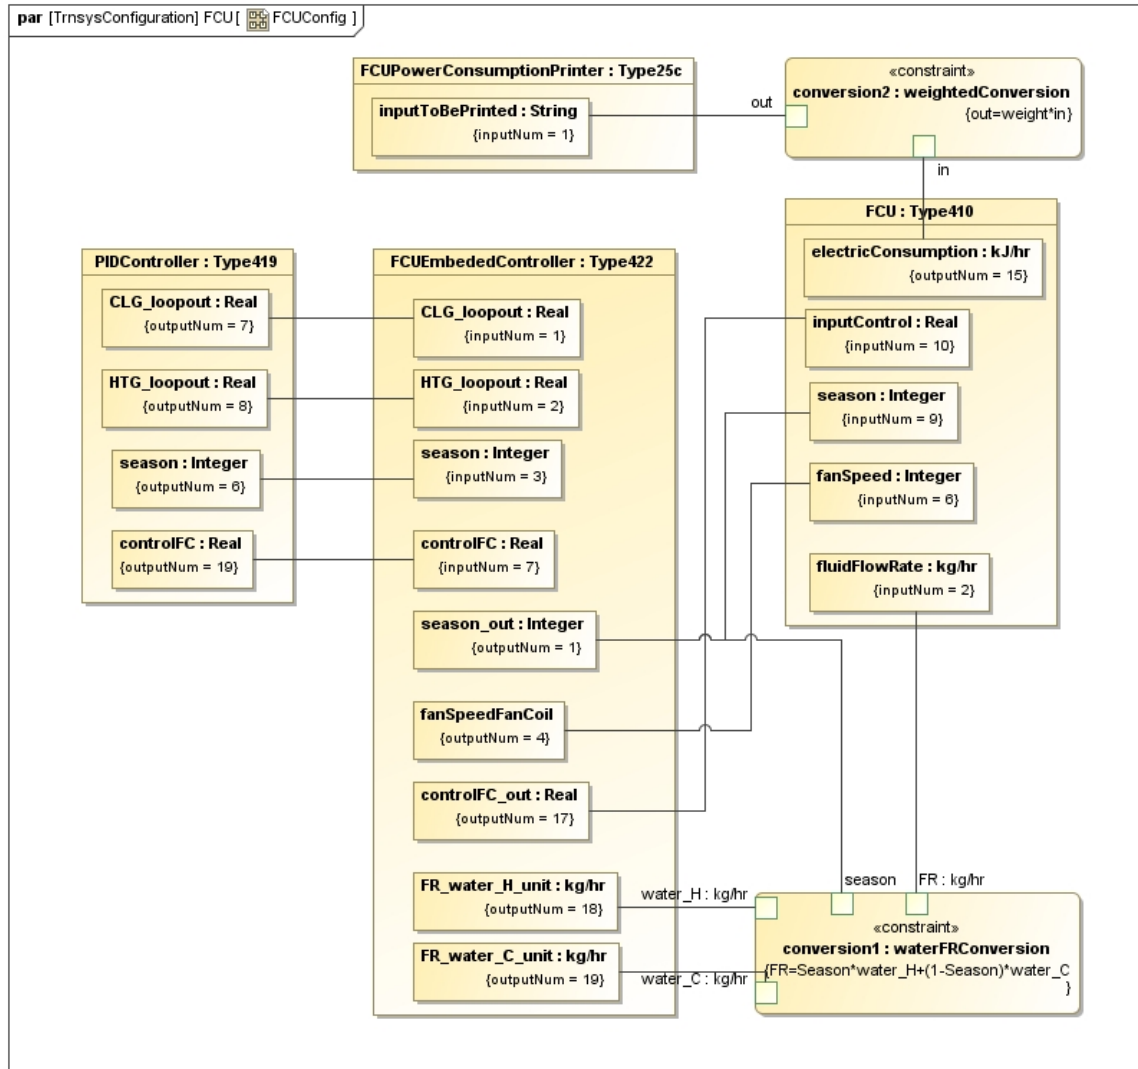 par [TrnsysConfiguration] FCU[ FCUConfig ]
FCUPowerConsumptionPrinter : Type25c
inputToBePrinted : String
{inputNum = 1}
out
«constraint»
conversion2 : weightedConversion
{out=weight*in}
in
PIDController : Type419
CLG_loopout : Real
{outputNum = 7}
HTG_loopout : Real
{outputNum = 8}
season : Integer
{outputNum = 6}
controlFC : Real
{outputNum = 19}
FCUEmbededController : Type422
CLG_loopout : Real
{inputNum = 1}
HTG_loopout : Real
{inputNum = 2}
season : Integer
{inputNum = 3}
controlFC : Real
{inputNum = 7}
season_out : Integer
{outputNum = 1}
fanSpeedFanCoil
{outputNum = 4}
controlFC_out : Real
{outputNum = 17}
FR_water_H_unit : kg/hr
{outputNum = 18}
FR_water_C_unit : kg/hr
{outputNum = 19}
FCU : Type410
electricConsumption : kJ/hr
{outputNum = 15}
inputControl : Real
{inputNum = 10}
season : Integer
{inputNum = 9}
fanSpeed : Integer
{inputNum = 6}
fluidFlowRate : kg/hr
{inputNum = 2}
season
FR : kg/hr
water_H : kg/hr
water_C : kg/hr
«constraint»
conversion1 : waterFRConversion
{FR=Season*water_H+(1-Season)*water_C
}